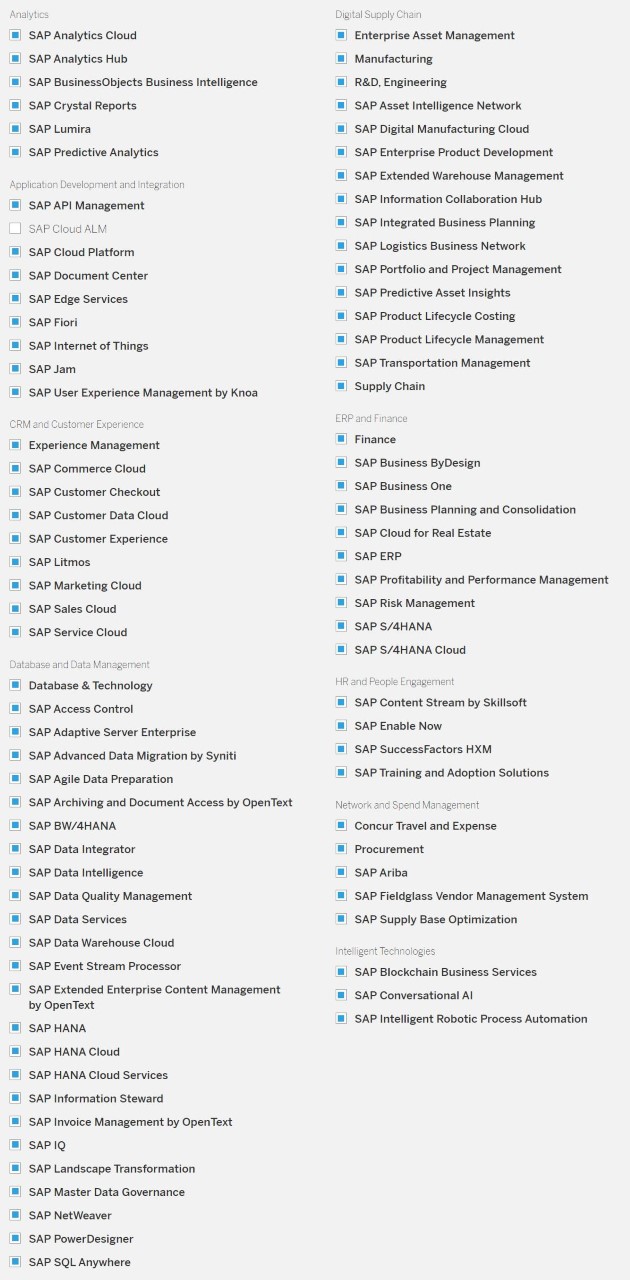 Analytics
SAP Analytics Cloud
SAP Analytics Hub
SAP BusinessObjects Business Intelligence
SAP Crystal Reports
SAP Lumira
SAP Predictive Analytics
Application Development and Integration
SAP API Management
SAP Cloud ALM
SAP Cloud Platform
SAP Document Center
SAP Edge Services
SAP Fiori
SAP Internet of Things
SAP Jam
SAP User Experience Management by Knoa
CRM and Customer Experience
Experience Management
SAP Commerce Cloud
SAP Customer Checkout
SAP Customer Data Cloud
SAP Customer Experience
SAP Litmos
SAP Marketing Cloud
SAP Sales Cloud
SAP Service Cloud
Database and Data Management
Database & Technology
SAP Access Control
SAP Adaptive Server Enterprise
SAP Advanced Data Migration by Syniti
SAP Agile Data Preparation
SAP Archiving and Document Access by OpenText
SAP BW/4HANA
SAP Data Integrator
SAP Data Intelligence
SAP Data Quality Management
SAP Data Services
SAP Data Warehouse Cloud
SAP Event Stream Processor
SAP Extended Enterprise Content Management
by OpenText
SAP HANA
SAP HANA Cloud
SAP HANA Cloud Services
SAP Information Steward
SAP Invoice Management by OpenText
SAP IQ
SAP Landscape Transformation
SAP Master Data Governance
SAP NetWeaver
SAP PowerDesigner
SAP SQL Anywhere
Digital Supply Chain
Enterprise Asset Management
Manufacturing
R&D, Engineering
SAP Asset Intelligence Network
SAP Digital Manufacturing Cloud
SAP Enterprise Product Development
SAP Extended Warehouse Management
SAP Information Collaboration Hub
SAP Integrated Business Planning
SAP Logistics Business Network
SAP Portfolio and Project Management
SAP Predictive Asset Insights
SAP Product Lifecycle Costing
SAP Product Lifecycle Management
SAP Transportation Management
Supply Chain
ERP and Finance
Finance
SAP Business ByDesign
SAP Business One
SAP Business Planning and Consolidation
SAP Cloud for Real Estate
SAP ERP
SAP Profitability and Performance Management
SAP Risk Management
SAP S/4HANA
SAP S/4HANA Cloud
HR and People Engagement
SAP Content Stream by Skillsoft
SAP Enable Now
SAP SuccessFactors HXM
SAP Training and Adoption Solutions
Network and Spend Management
Concur Travel and Expense
Procurement
SAP Ariba
SAP Fieldglass Vendor Management System
SAP Supply Base Optimization
Intelligent Technologies
SAP Blockchain Business Services
SAP Conversational AI
SAP Intelligent Robotic Process Automation